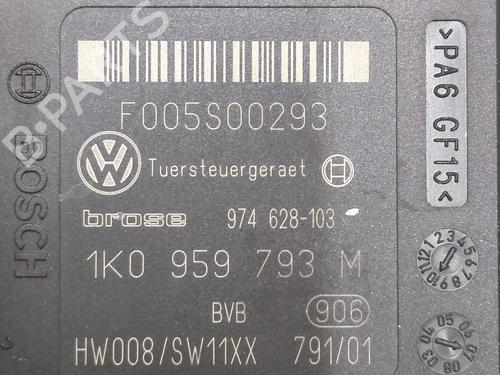 F005S00293
Tuersteuergeraet
brose 974 628-103
1K0 959 793 M
BVB 906
HW008/SW11XX 791/01
BOSCH
>PA6 GF15<
B-PARTS